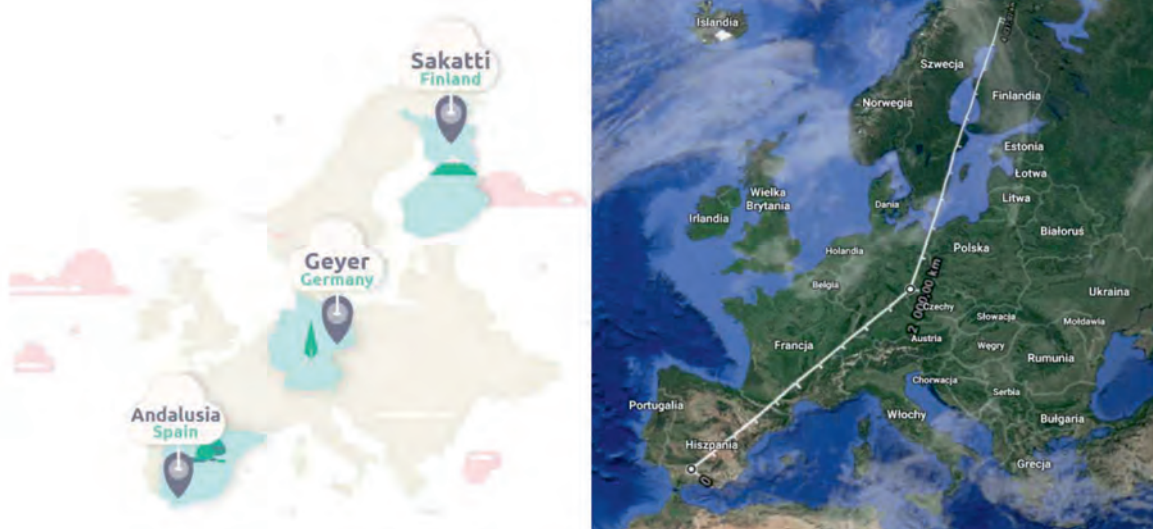 Sakatti
Finland
Geyer
Germany
Andalusia
Spain
Islandia
Szwecja
Norwegia
Finlandia
Estonia
Łotwa
Wielka
Brytania
Dania
Litwa
Irlandia
Białoruś
Holandia
Polska
Belgia
2 000,00 km
Czechy
Ukraina
Słowacja
Mołdawia
Francja
Austria
Węgry
Rumunia
Chorwacja
Serbia
Portugalia
Włochy
Bułgaria
Hiszpania
Grecja
0